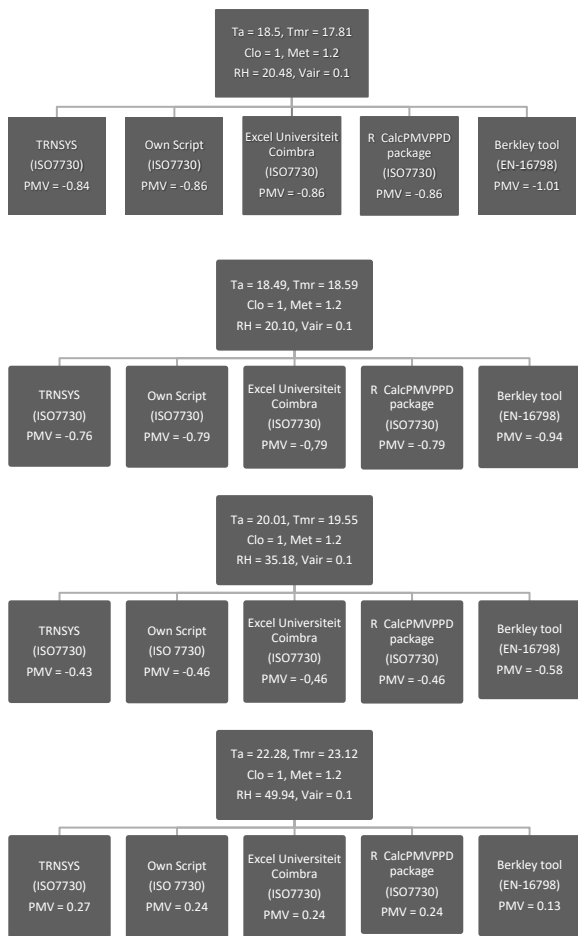 Ta = 18.5, Tmr = 17.81
Clo = 1, Met = 1.2
RH = 20.48, Vair = 0.1
TRNSYS
(ISO7730)
PMV = -0.84
Own Script
(ISO7730)
PMV = -0.86
Excel Universiteit
Coimbra
(ISO7730)
PMV = -0.86
R CalcPMVPPD
package
(ISO7730)
PMV = -0.86
Berkley tool
(EN-16798)
PMV = -1.01
Ta = 18.49, Tmr = 18.59
Clo = 1, Met = 1.2
RH = 20.10, Vair = 0.1
TRNSYS
(ISO7730)
PMV = -0.76
Own Script
(ISO7730)
PMV = -0.79
Excel Universiteit
Coimbra
(ISO7730)
PMV = -0,79
R CalcPMVPPD
package
(ISO7730)
PMV = -0.79
Berkley tool
(EN-16798)
PMV = -0.94
Ta = 20.01, Tmr = 19.55
Clo = 1, Met = 1.2
RH = 35.18, Vair = 0.1
TRNSYS
(ISO7730)
PMV = -0.43
Own Script
(ISO 7730)
PMV = -0.46
Excel Universiteit
Coimbra
(ISO7730)
PMV = -0,46
R CalcPMVPPD
package
(ISO7730)
PMV = -0.46
Berkley tool
(EN-16798)
PMV = -0.58
Ta = 22.28, Tmr = 23.12
Clo = 1, Met = 1.2
RH = 49.94, Vair = 0.1
TRNSYS
(ISO7730)
PMV = 0.27
Own Script
(ISO 7730)
PMV = 0.24
Excel Universiteit
Coimbra
(ISO7730)
PMV = 0.24
R CalcPMVPPD
package
(ISO7730)
PMV = 0.24
Berkley tool
(EN-16798)
PMV = 0.13